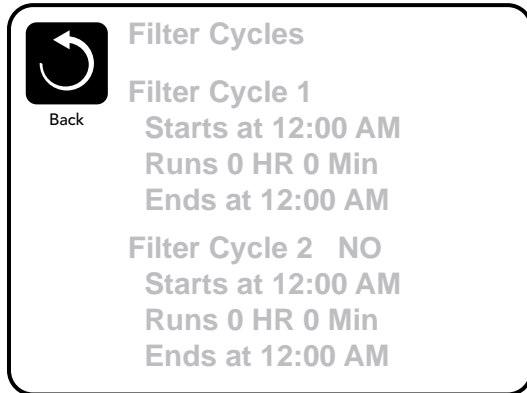 Filter Cycles
Back
Filter Cycle 1
Starts at 12:00 AM
Runs 0 HR 0 Min
Ends at 12:00 AM
Filter Cycle 2 NO
Starts at 12:00 AM
Runs 0 HR 0 Min
Ends at 12:00 AM